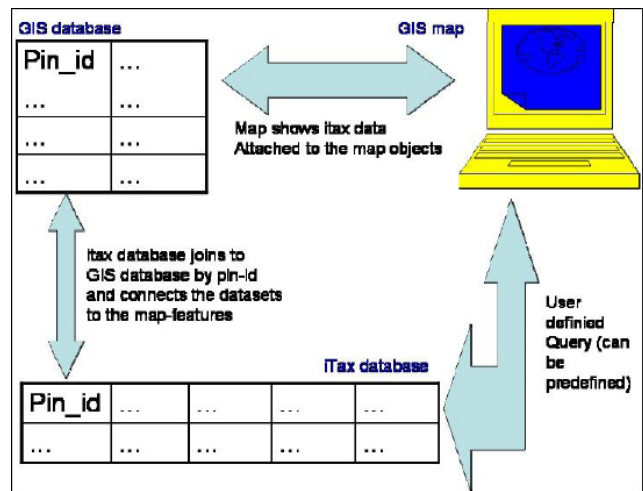 GIS database
GIS map
Pin_id ...
... ...
... ...
... ...
Map shows itax data
Attached to the map objects
itax database joins to
GIS database by pin-id
and connects the datasets
to the map-features
User
definied
Query (can
be
predefined)
iTax database
Pin_id ... ... ... ...
... ... ... ... ...